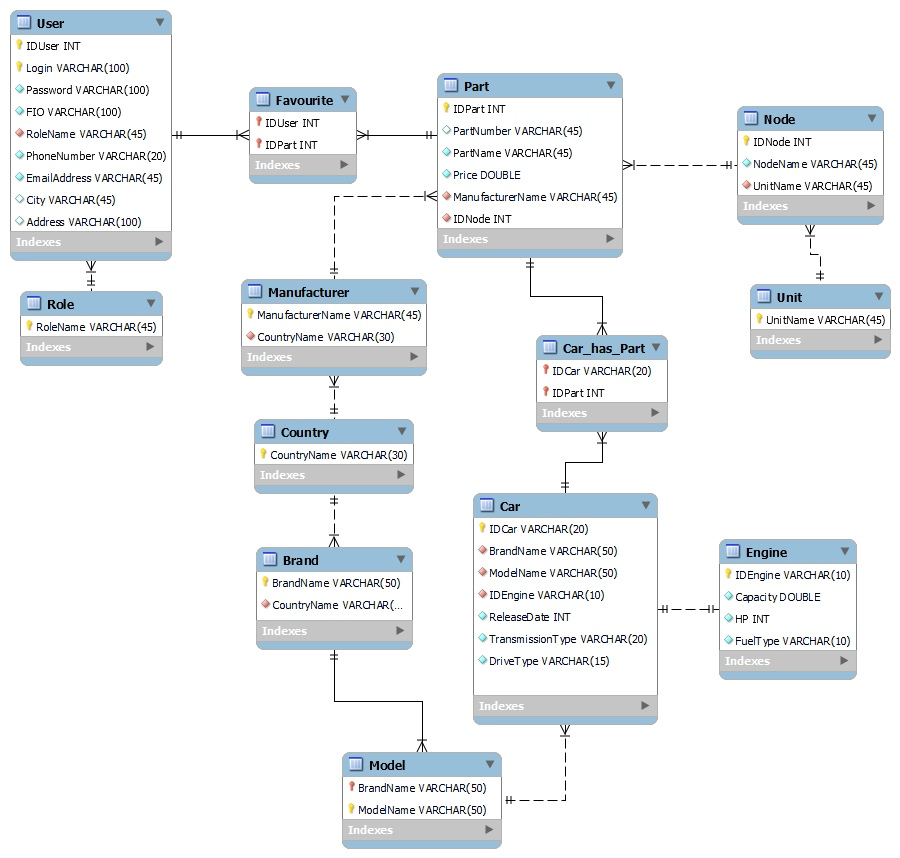 User
IDUser INT
Login VARCHAR(100)
Password VARCHAR(100)
FIO VARCHAR(100)
RoleName VARCHAR(45)
PhoneNumber VARCHAR(20)
EmailAddress VARCHAR(45)
City VARCHAR(45)
Address VARCHAR(100)
Indexes
Favourite
IDUser INT
IDPart INT
Indexes
Part
IDPart INT
PartNumber VARCHAR(45)
PartName VARCHAR(45)
Price DOUBLE
ManufacturerName VARCHAR(45)
IDNode INT
Indexes
Node
IDNode INT
NodeName VARCHAR(45)
UnitName VARCHAR(45)
Indexes
Role
RoleName VARCHAR(45)
Indexes
Manufacturer
ManufacturerName VARCHAR(45)
CountryName VARCHAR(30)
Indexes
Unit
UnitName VARCHAR(45)
Indexes
Car_has_Part
IDCar VARCHAR(20)
IDPart INT
Indexes
Country
CountryName VARCHAR(30)
Indexes
Brand
BrandName VARCHAR(50)
CountryName VARCHAR(...
Indexes
Car
IDCar VARCHAR(20)
BrandName VARCHAR(50)
ModelName VARCHAR(50)
IDEngine VARCHAR(10)
ReleaseDate INT
TransmissionType VARCHAR(20)
DriveType VARCHAR(15)
Indexes
Engine
IDEngine VARCHAR(10)
Capacity DOUBLE
HP INT
FuelType VARCHAR(10)
Indexes
Model
BrandName VARCHAR(50)
ModelName VARCHAR(50)
Indexes